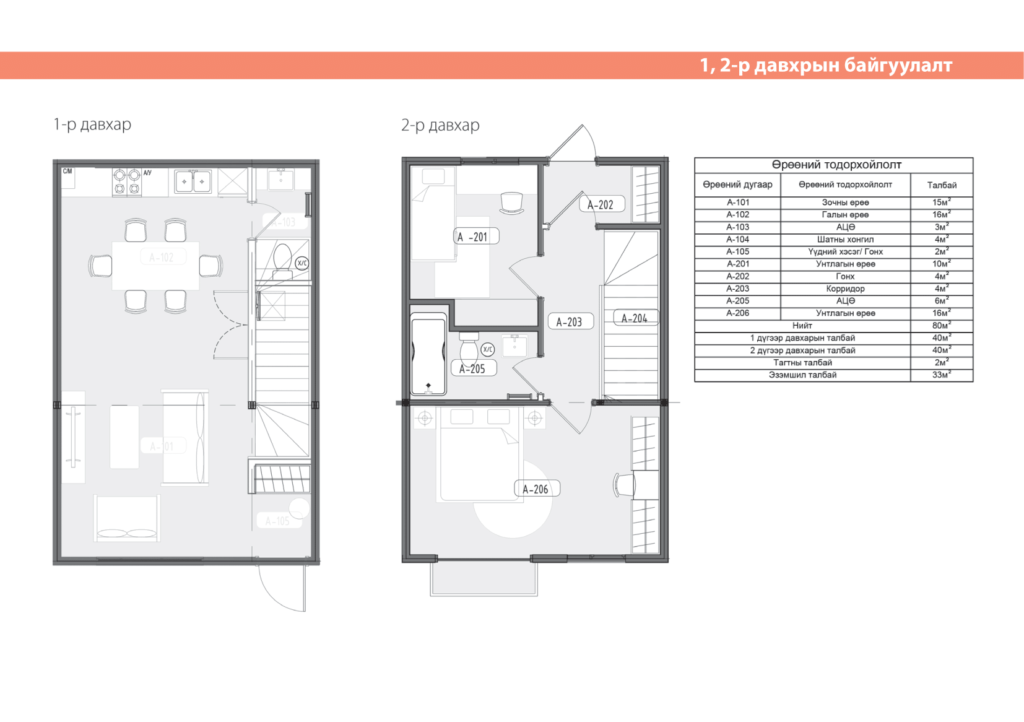 1, 2-р давхрын байгуулалт
1-р давхар
2-р давхар
С/М
А/У
А-103
А-102
Х/С
А-101
А-105
А-202
А -201
А-203
А-204
Х/С
А-205
А-206
Өрөөний тодорхойлолт
Өрөөний дугаар Өрөөний тодорхойлолт Талбай
А-101 Зочны өрөө 15м²
А-102 Галын өрөө 16м²
А-103 АЦӨ 3м²
А-104 Шатны хонгил 4м²
А-105 Үүдний хэсэг/ Гонх 2м²
А-201 Унтлагын өрөө 10м²
А-202 Гонх 4м²
А-203 Корридор 4м²
А-205 АЦӨ 6м²
А-206 Унтлагын өрөө 16м²
Нийт 80м²
1 дүгээр давхарын талбай 40м²
2 дүгээр давхарын талбай 40м²
Тагтны талбай 2м²
Эзэмшил талбай 33м²